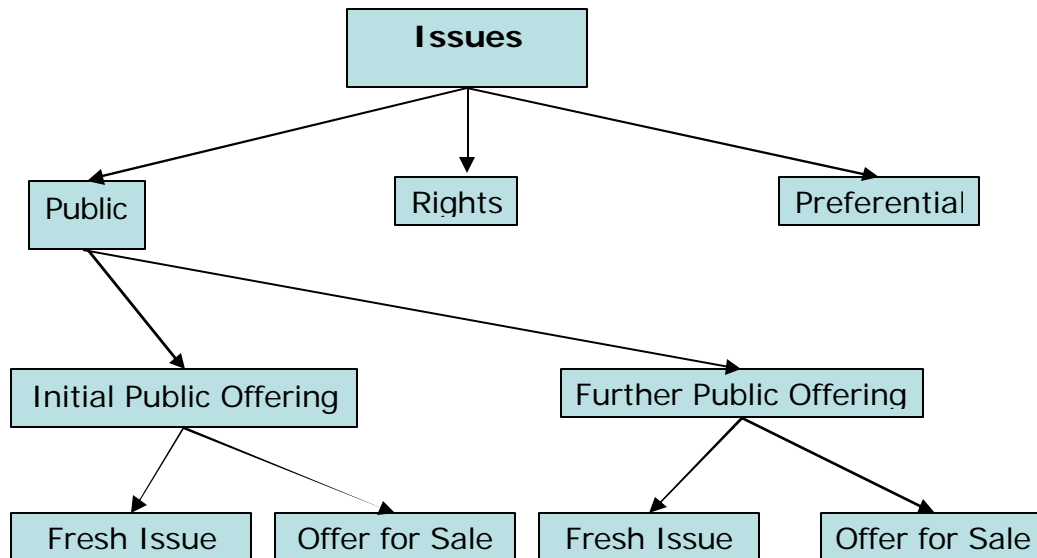 Issues
Public
Rights
Preferential
Initial Public Offering
Further Public Offering
Fresh Issue
Offer for Sale
Fresh Issue
Offer for Sale